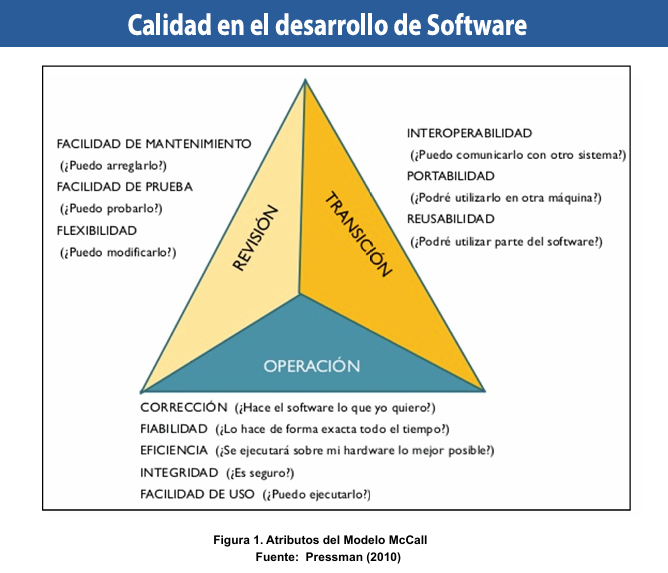 Calidad en el desarrollo de Software
FACILIDAD DE MANTENIMIENTO
(¿Puedo arreglarlo?)
FACILIDAD DE PRUEBA
(¿Puedo probarlo?)
FLEXIBILIDAD
(¿Puedo modificarlo?)
INTEROPERABILIDAD
(¿Puedo comunicarlo con otro sistema?)
PORTABILIDAD
(¿Podré utilizarlo en otra máquina?)
REUSABILIDAD
(¿Podré utilizar parte del software?)
REVISIÓN
TRANSICIÓN
OPERACIÓN
CORRECCIÓN (¿Hace el software lo que yo quiero?)
FIABILIDAD (¿Lo hace de forma exacta todo el tiempo?)
EFICIENCIA (¿Se ejecutará sobre mi hardware lo mejor posible?)
INTEGRIDAD (¿Es seguro?)
FACILIDAD DE USO (¿Puedo ejecutarlo?)
Figura 1. Atributos del Modelo McCall
Fuente: Pressman (2010)